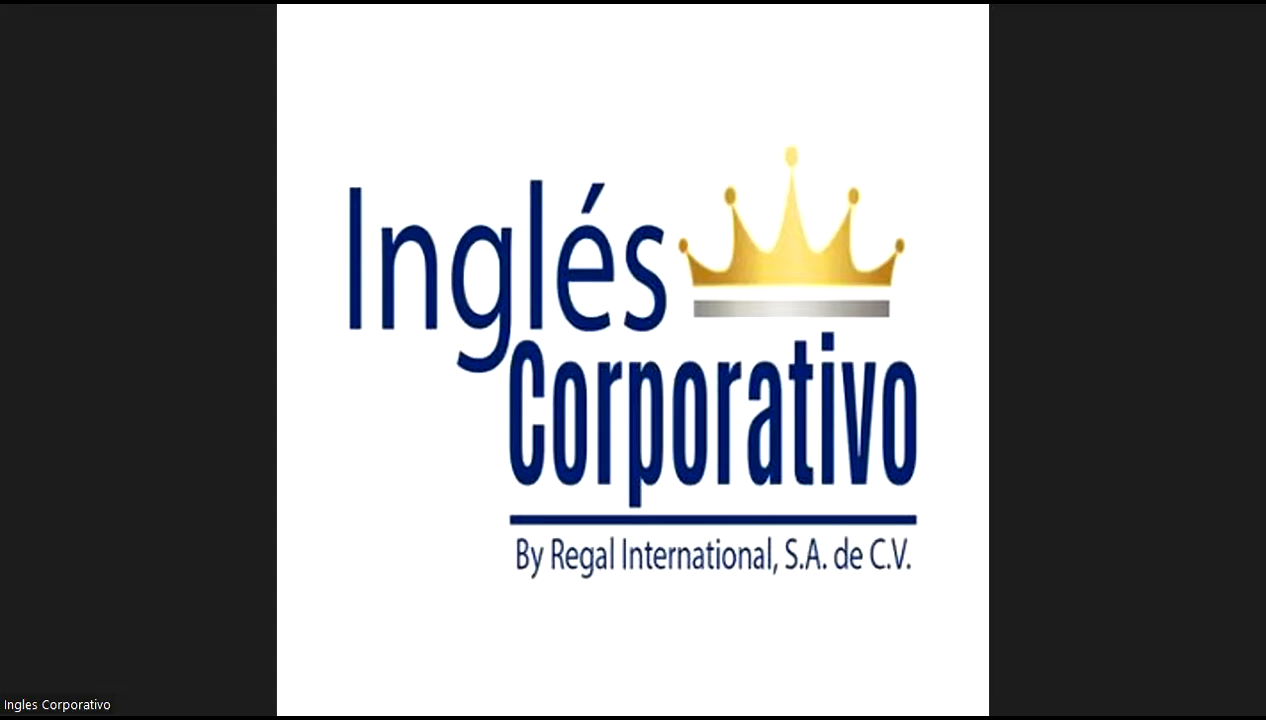 Inglés
Corporativo
By Regal International, S.A. de C.V.
Ingles Corporativo